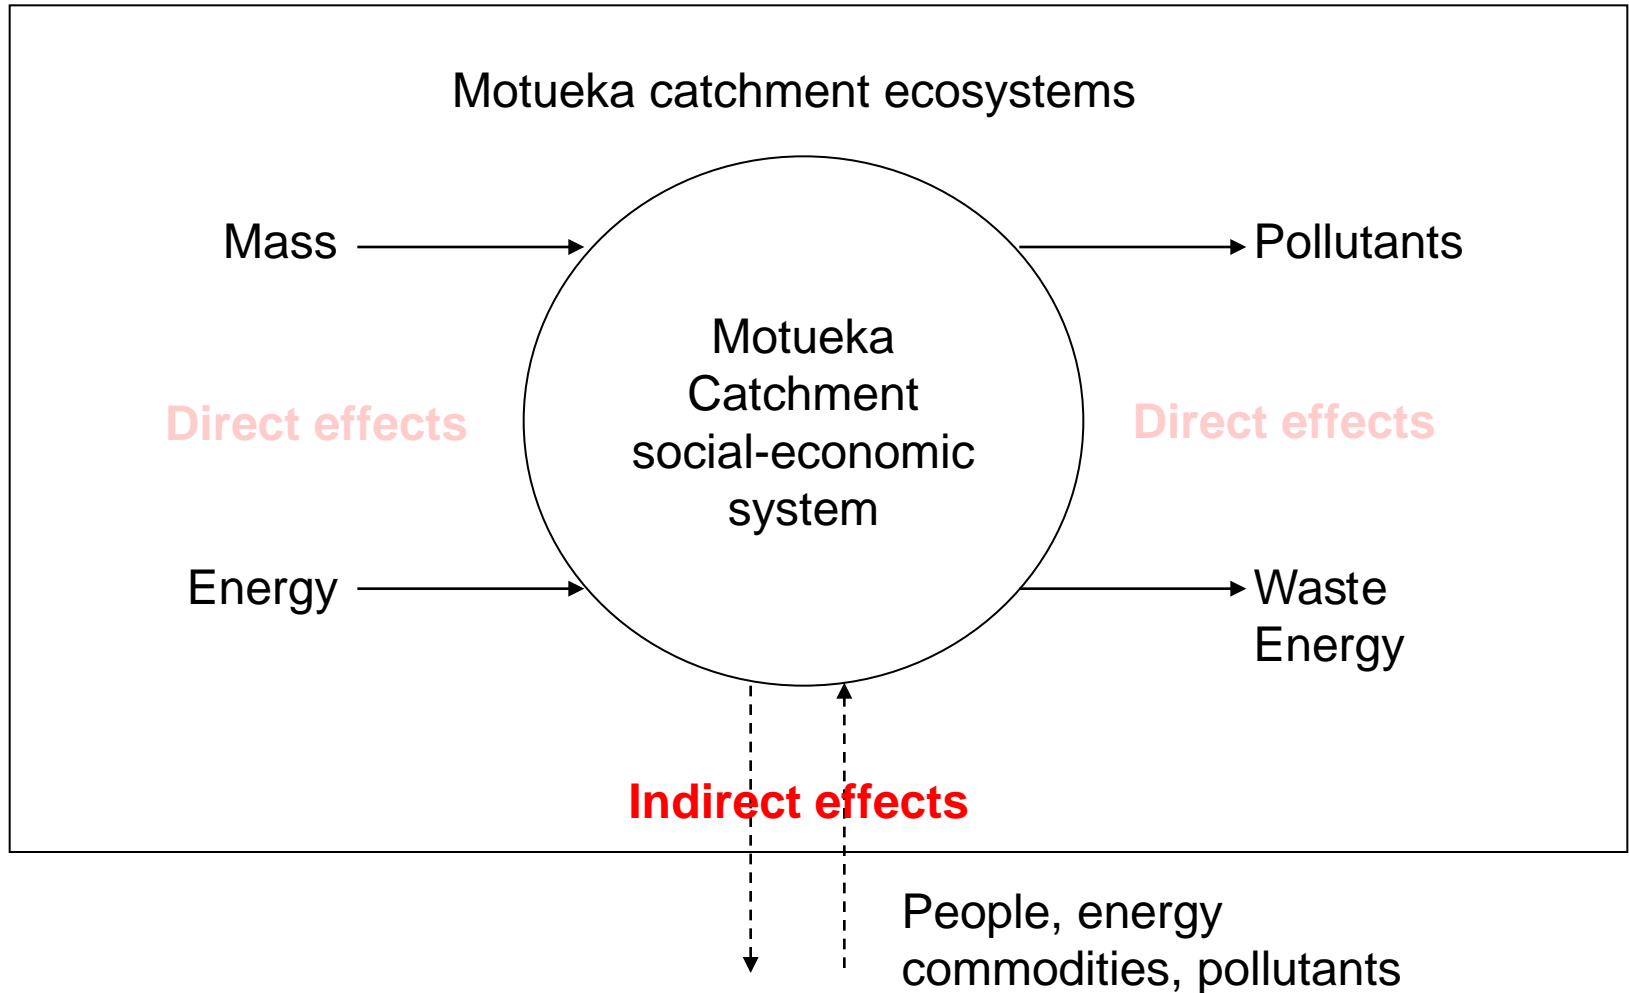 Motueka catchment ecosystems
Mass
Pollutants
Motueka
Catchment
social-economic
system
Direct effects
Direct effects
Energy
Waste
Energy
Indirect effects
People, energy
commodities, pollutants